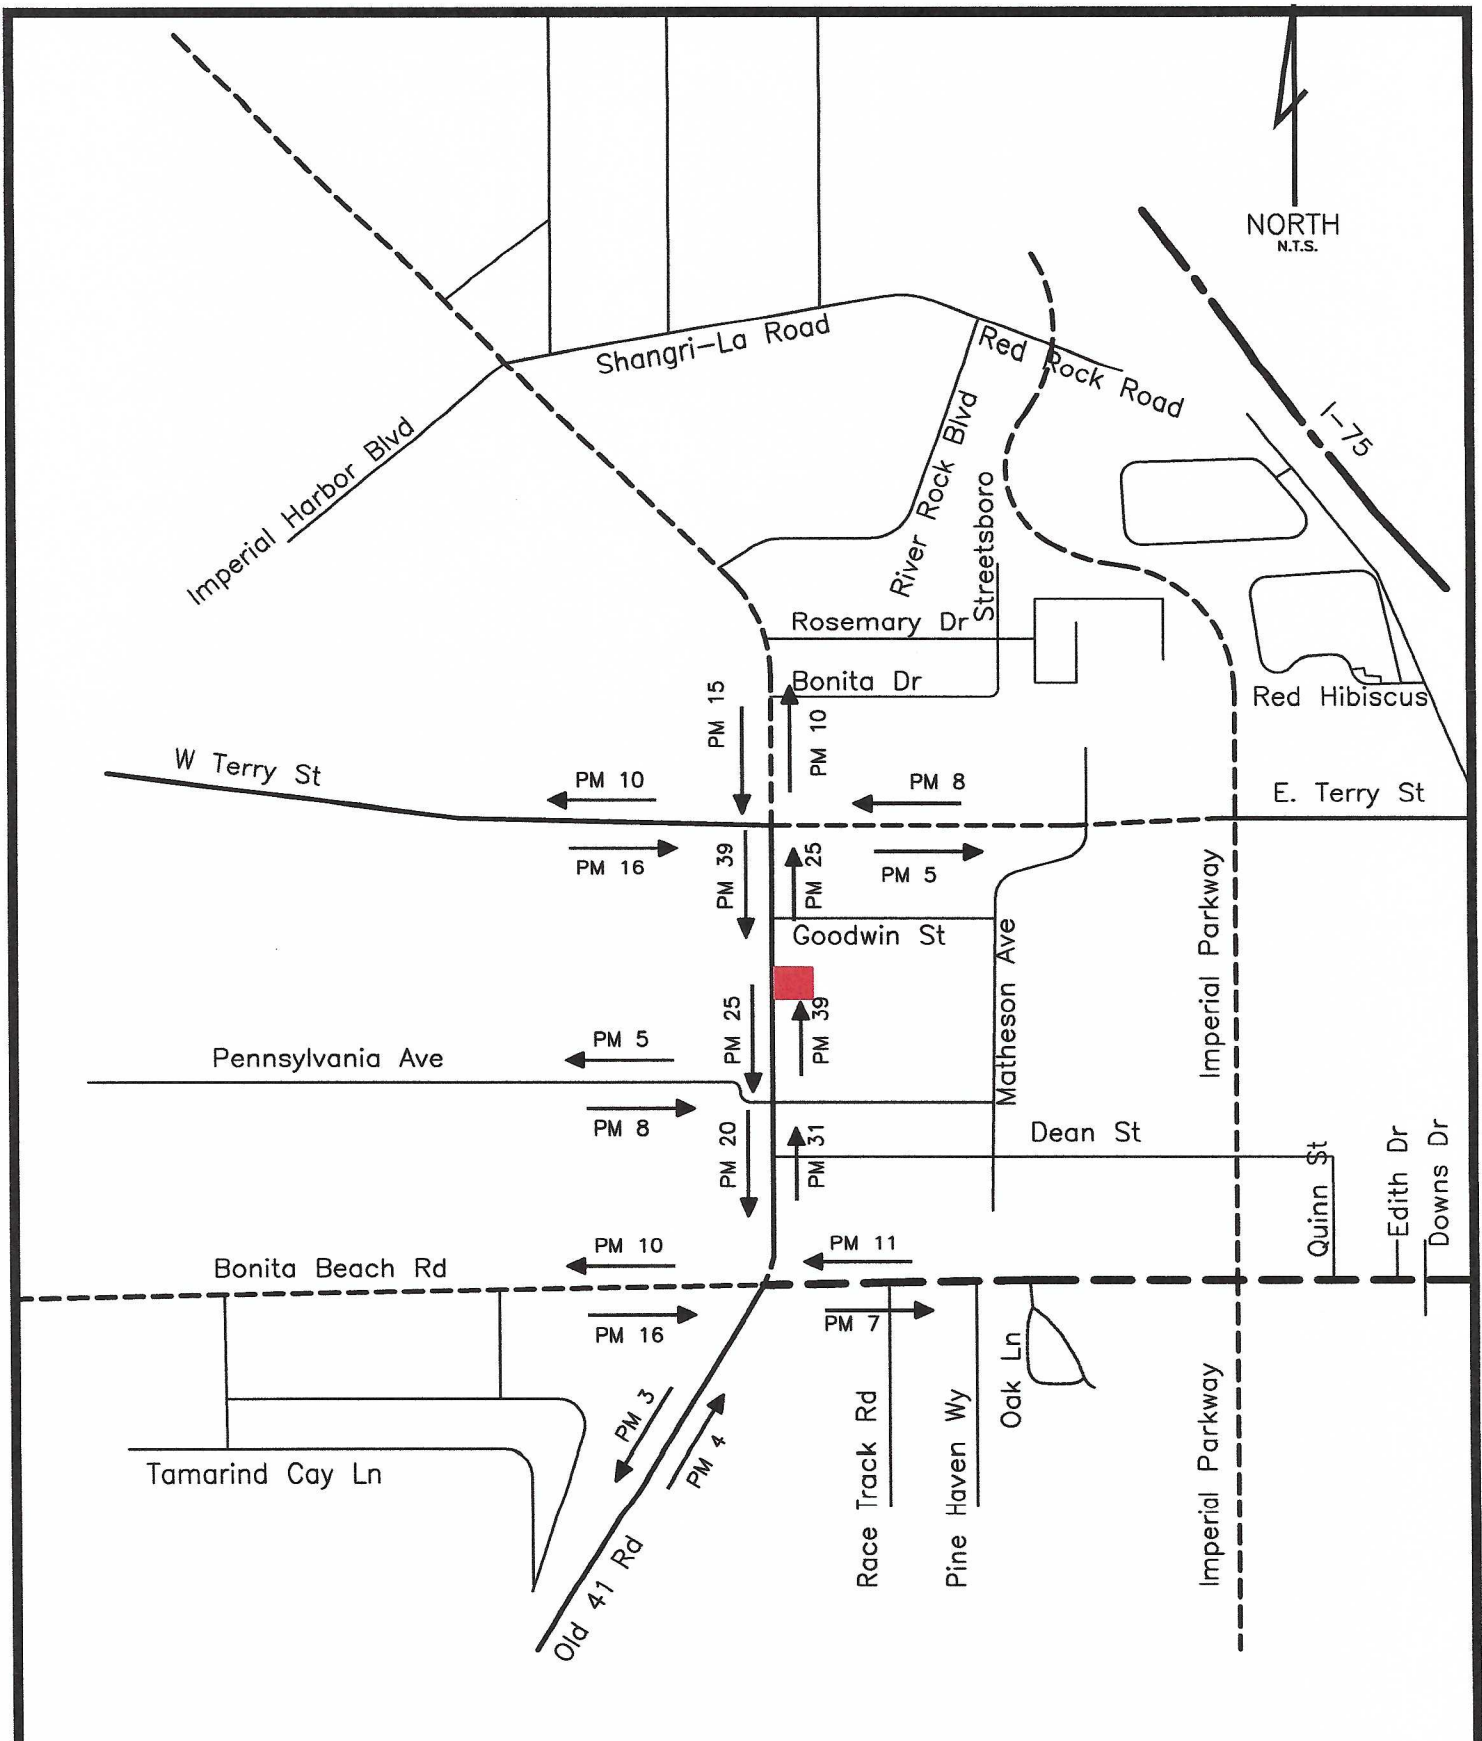 NORTH
N.T.S.
Shangri-La Road
Red Rock Road
I-75
Imperial Harbor Blvd
River Rock Blvd
Streetsboro
Rosemary Dr
Bonita Dr
Red Hibiscus
PM 15
PM 10
W Terry St
PM 10
PM 8
E. Terry St
PM 16
PM 39
PM 25
PM 5
Goodwin St
Matheson Ave
Imperial Parkway
PM 25
PM 39
PM 5
Pennsylvania Ave
PM 8
PM 20
PM 31
Dean St
Quinn St
Edith Dr
Downs Dr
PM 10
PM 11
Bonita Beach Rd
PM 16
PM 7
PM 3
PM 4
Oak Ln
Race Track Rd
Pine Haven Wy
Imperial Parkway
Tamarind Cay Ln
Old 41 Rd